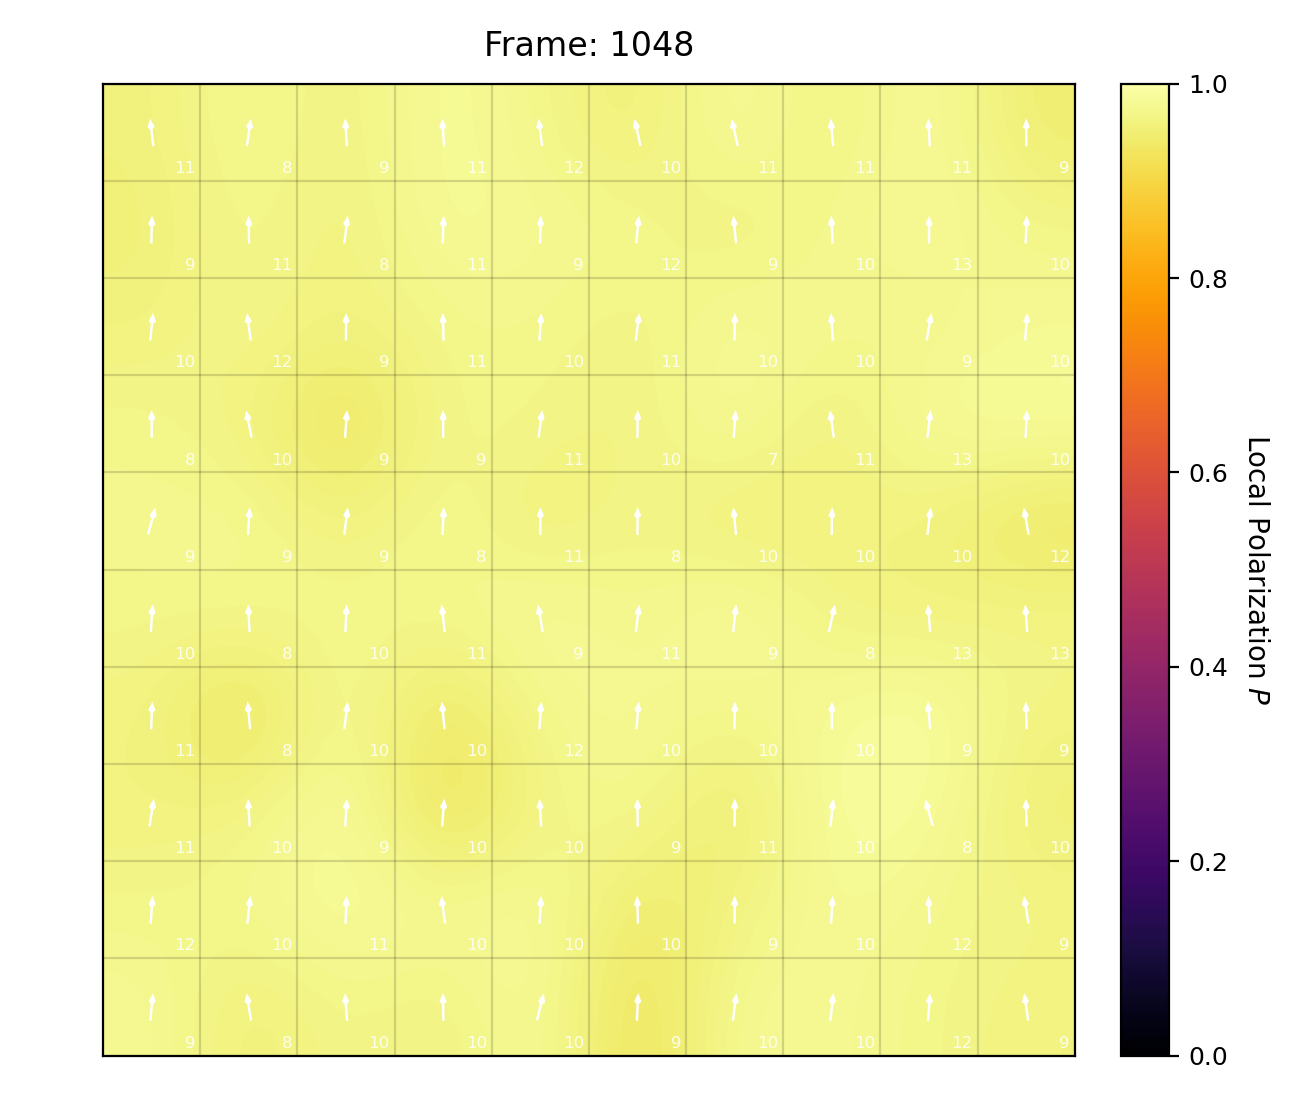 Frame: 1048
11 8 9 11 12 10 11 11 11 9
9 11 8 11 9 12 9 10 13 10
10 12 9 11 10 11 10 10 9 10
8 10 9 9 11 10 7 11 13 10
9 9 9 8 11 8 10 10 10 12
10 8 10 11 9 11 9 8 13 13
11 8 10 10 12 10 10 10 9 9
11 10 9 10 10 9 11 10 8 10
12 10 11 10 10 10 9 10 12 9
9 8 10 10 10 9 10 10 12 9
1.0
0.8
0.6
0.4
0.2
0.0
Local Polarization P